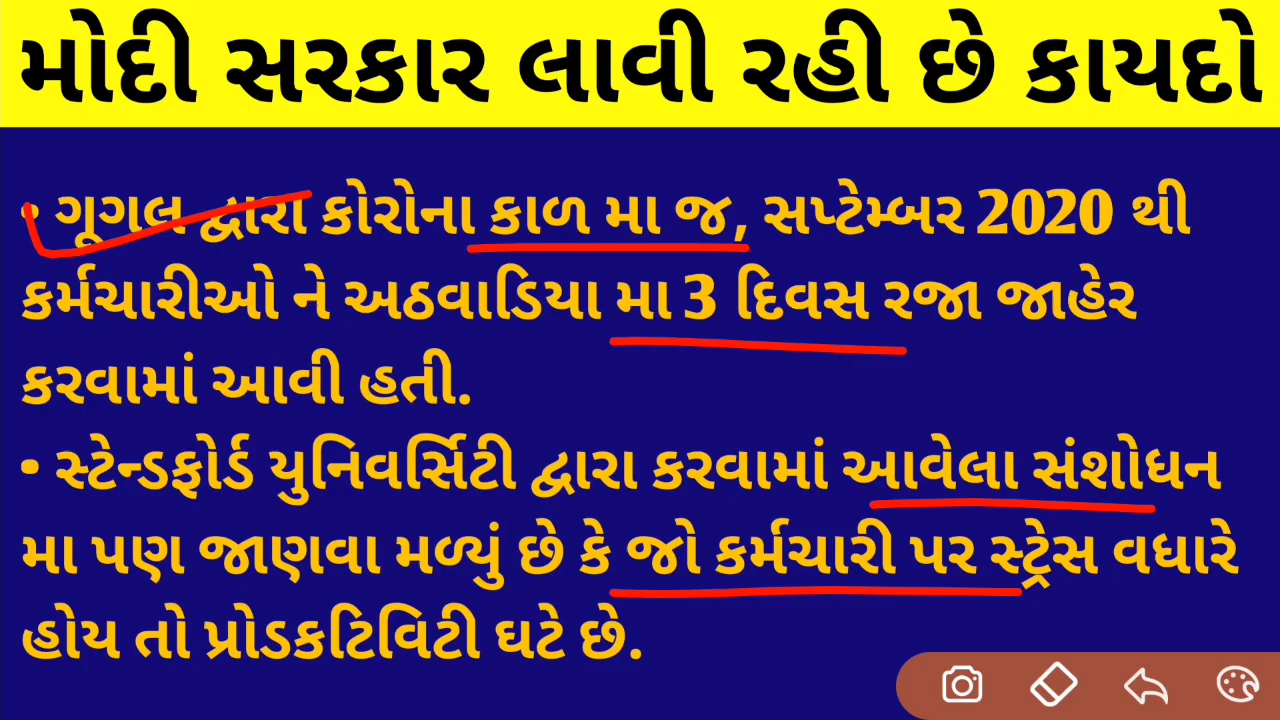 મોદી સરકાર લાવી રહી છે કાયદો
• ગૂગલ દ્વારા કોરોના કાળ મા જ, સપ્ટેમ્બર 2020 થી
કર્મચારીઓ ને અઠવાડિયા મા 3 દિવસ રજા જાહેર
કરવામાં આવી હતી.
• સ્ટેન્ડફોર્ડ યુનિવર્સિટી દ્વારા કરવામાં આવેલા સંશોધન
મા પણ જાણવા મળ્યું છે કે જો કર્મચારી પર સ્ટ્રેસ વધારે
હોય તો પ્રોડકટિવિટી ઘટે છે.